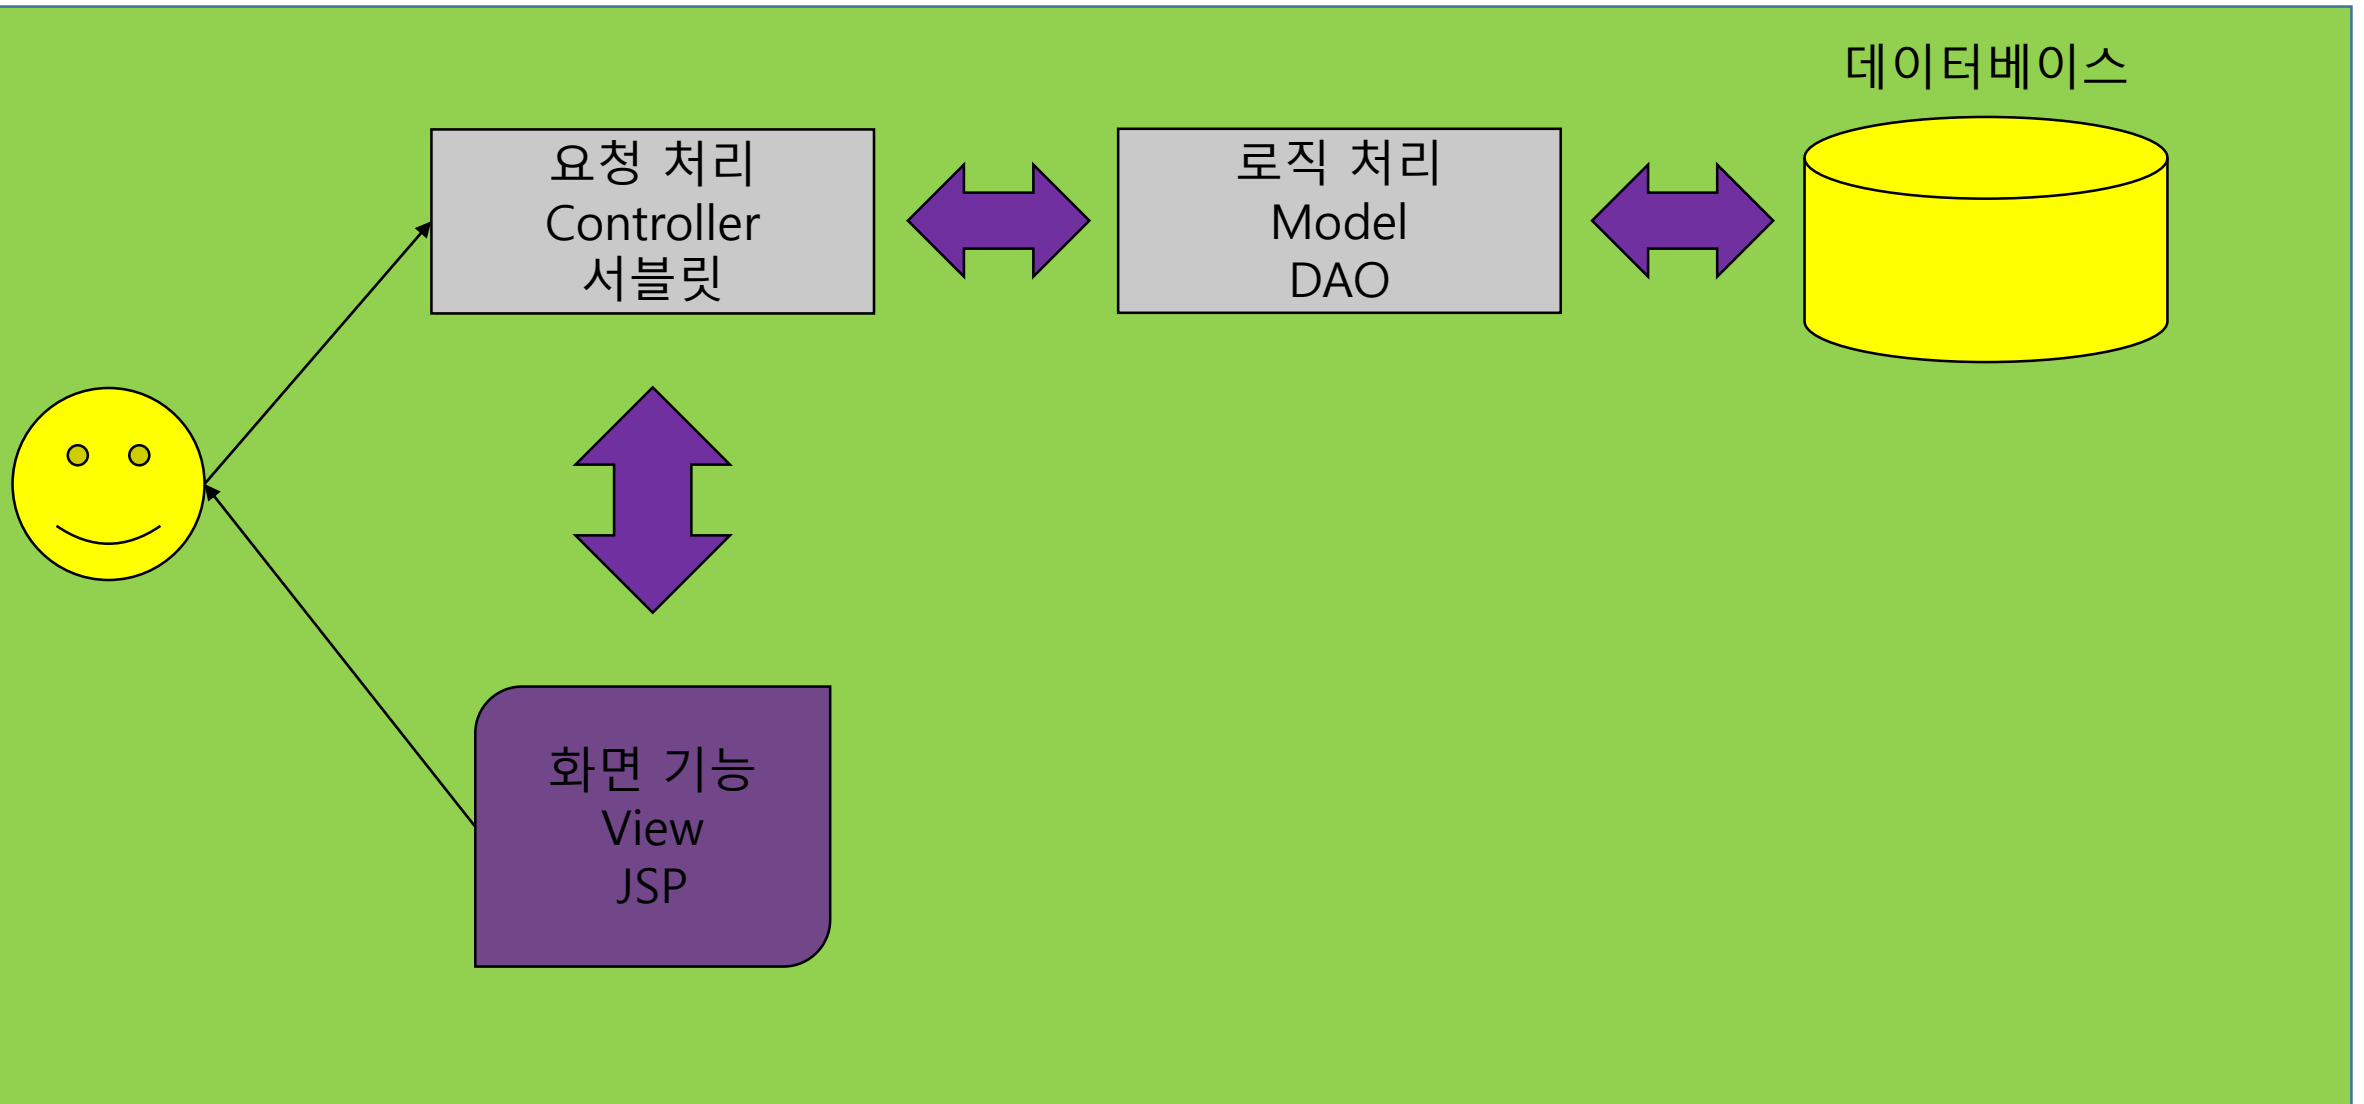 데이터베이스
요청 처리
Controller
서블릿
로직 처리
Model
DAO
화면 기능
View
JSP